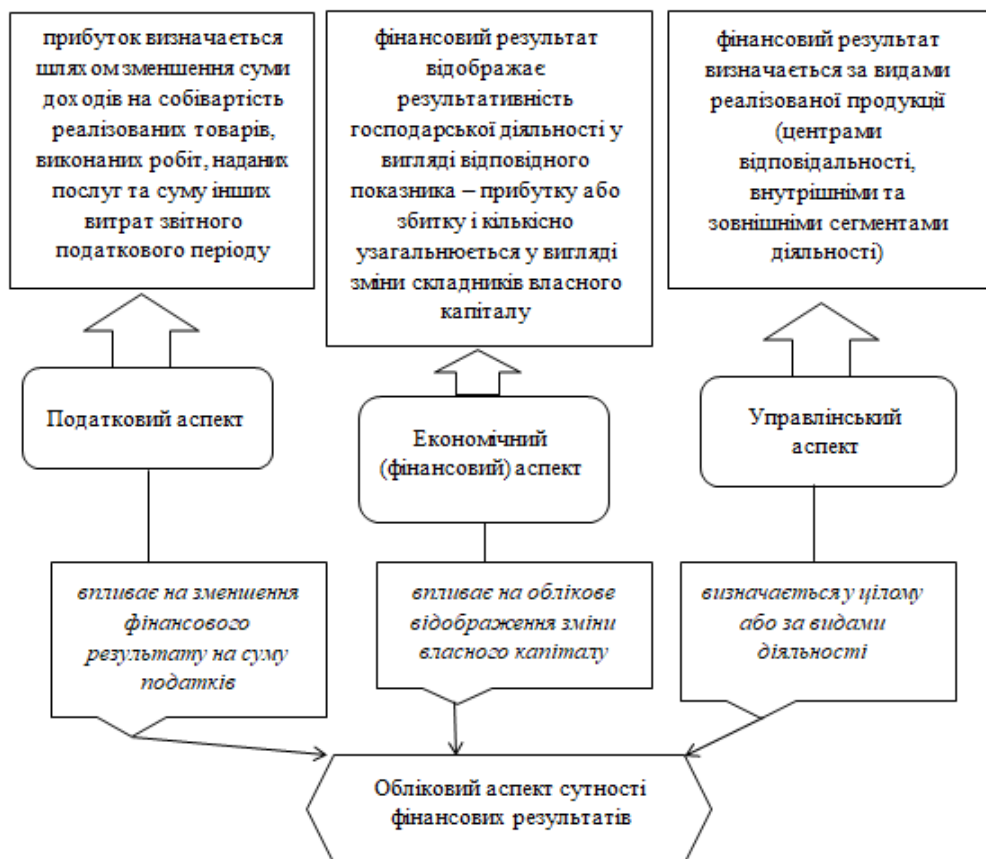 прибуток визначається
шляхом зменшення суми
доходів на собівартість
реалізованих товарів,
виконаних робіт, наданих
послуг та суму інших
витрат звітного
податкового періоду
фінансовий результат
відображає
результативність
господарської діяльності у
вигляді відповідного
показника – прибутку або
збитку і кількісно
узагальнюється у вигляді
зміни складників власного
капіталу
фінансовий результат
визначається за видами
реалізованої продукції
(центрами
відповідальності,
внутрішніми та
зовнішніми сегментами
діяльності)
Податковий аспект
Економічний
(фінансовий) аспект
Управлінський
аспект
впливає на зменшення
фінансового
результату на суму
податків
впливає на облікове
відображення зміни
власного капіталу
визначається у цілому
або за видами
діяльності
Обліковий аспект сутності
фінансових результатів